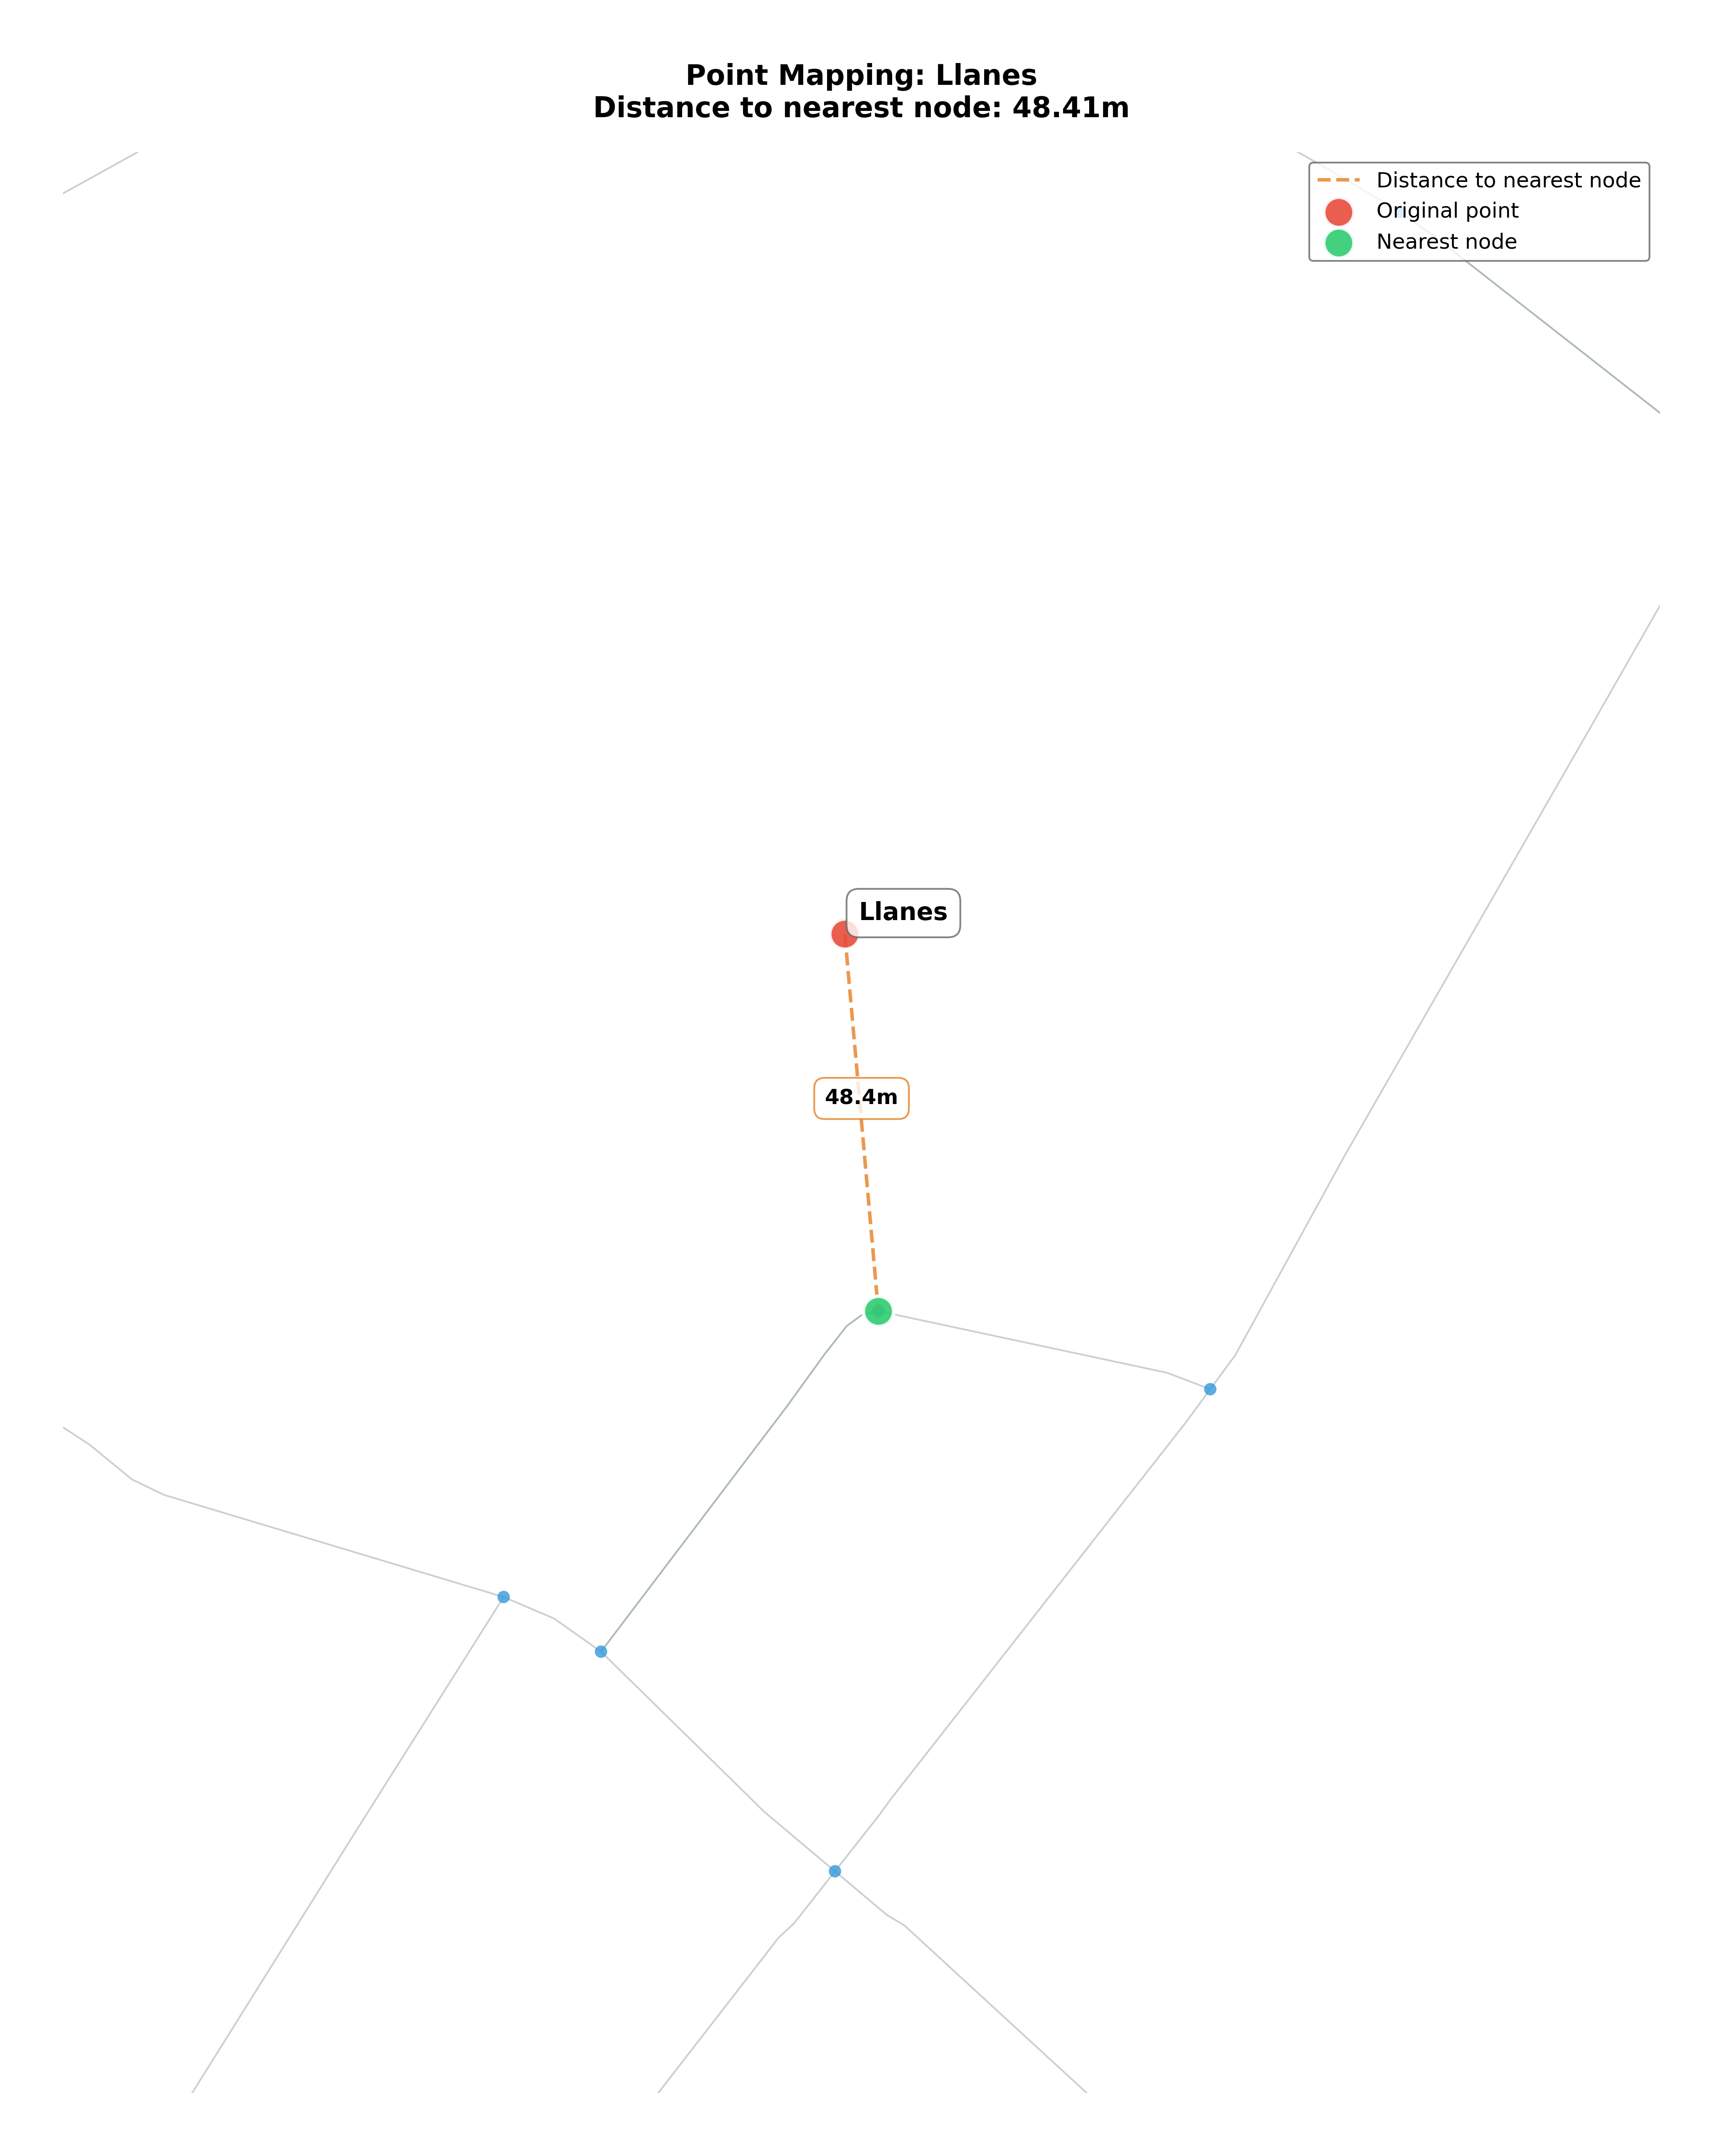 Point Mapping: Llanes
Distance to nearest node: 48.41m
Distance to nearest node
Original point
Nearest node
Llanes
48.4m